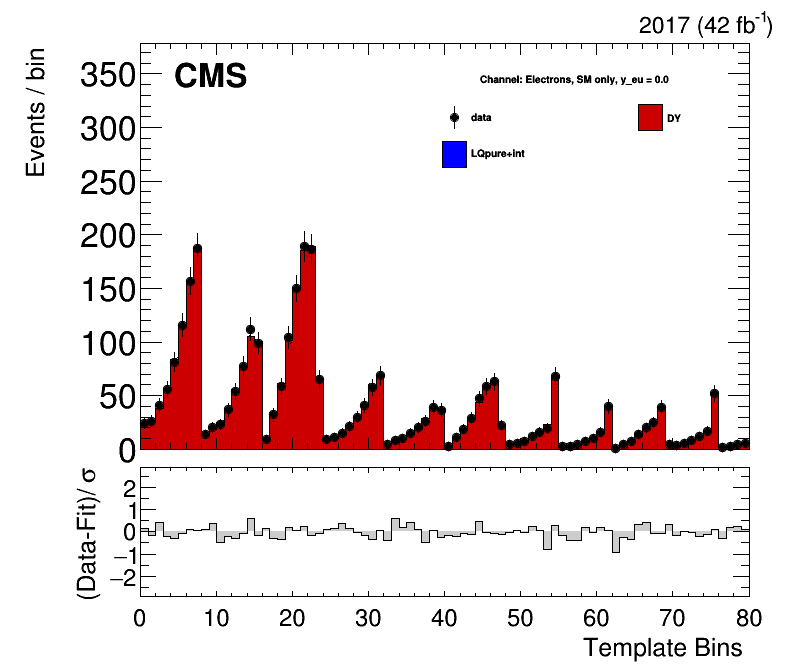 2017 (42 fb-1)
Events / bin
CMS
Channel: Electrons, SM only, y_eu = 0.0
data
DY
LQpure+int
350
300
250
200
150
100
50
0
(Data-Fit)/ σ
2
1
0
−1
−2
0 10 20 30 40 50 60 70 80
Template Bins